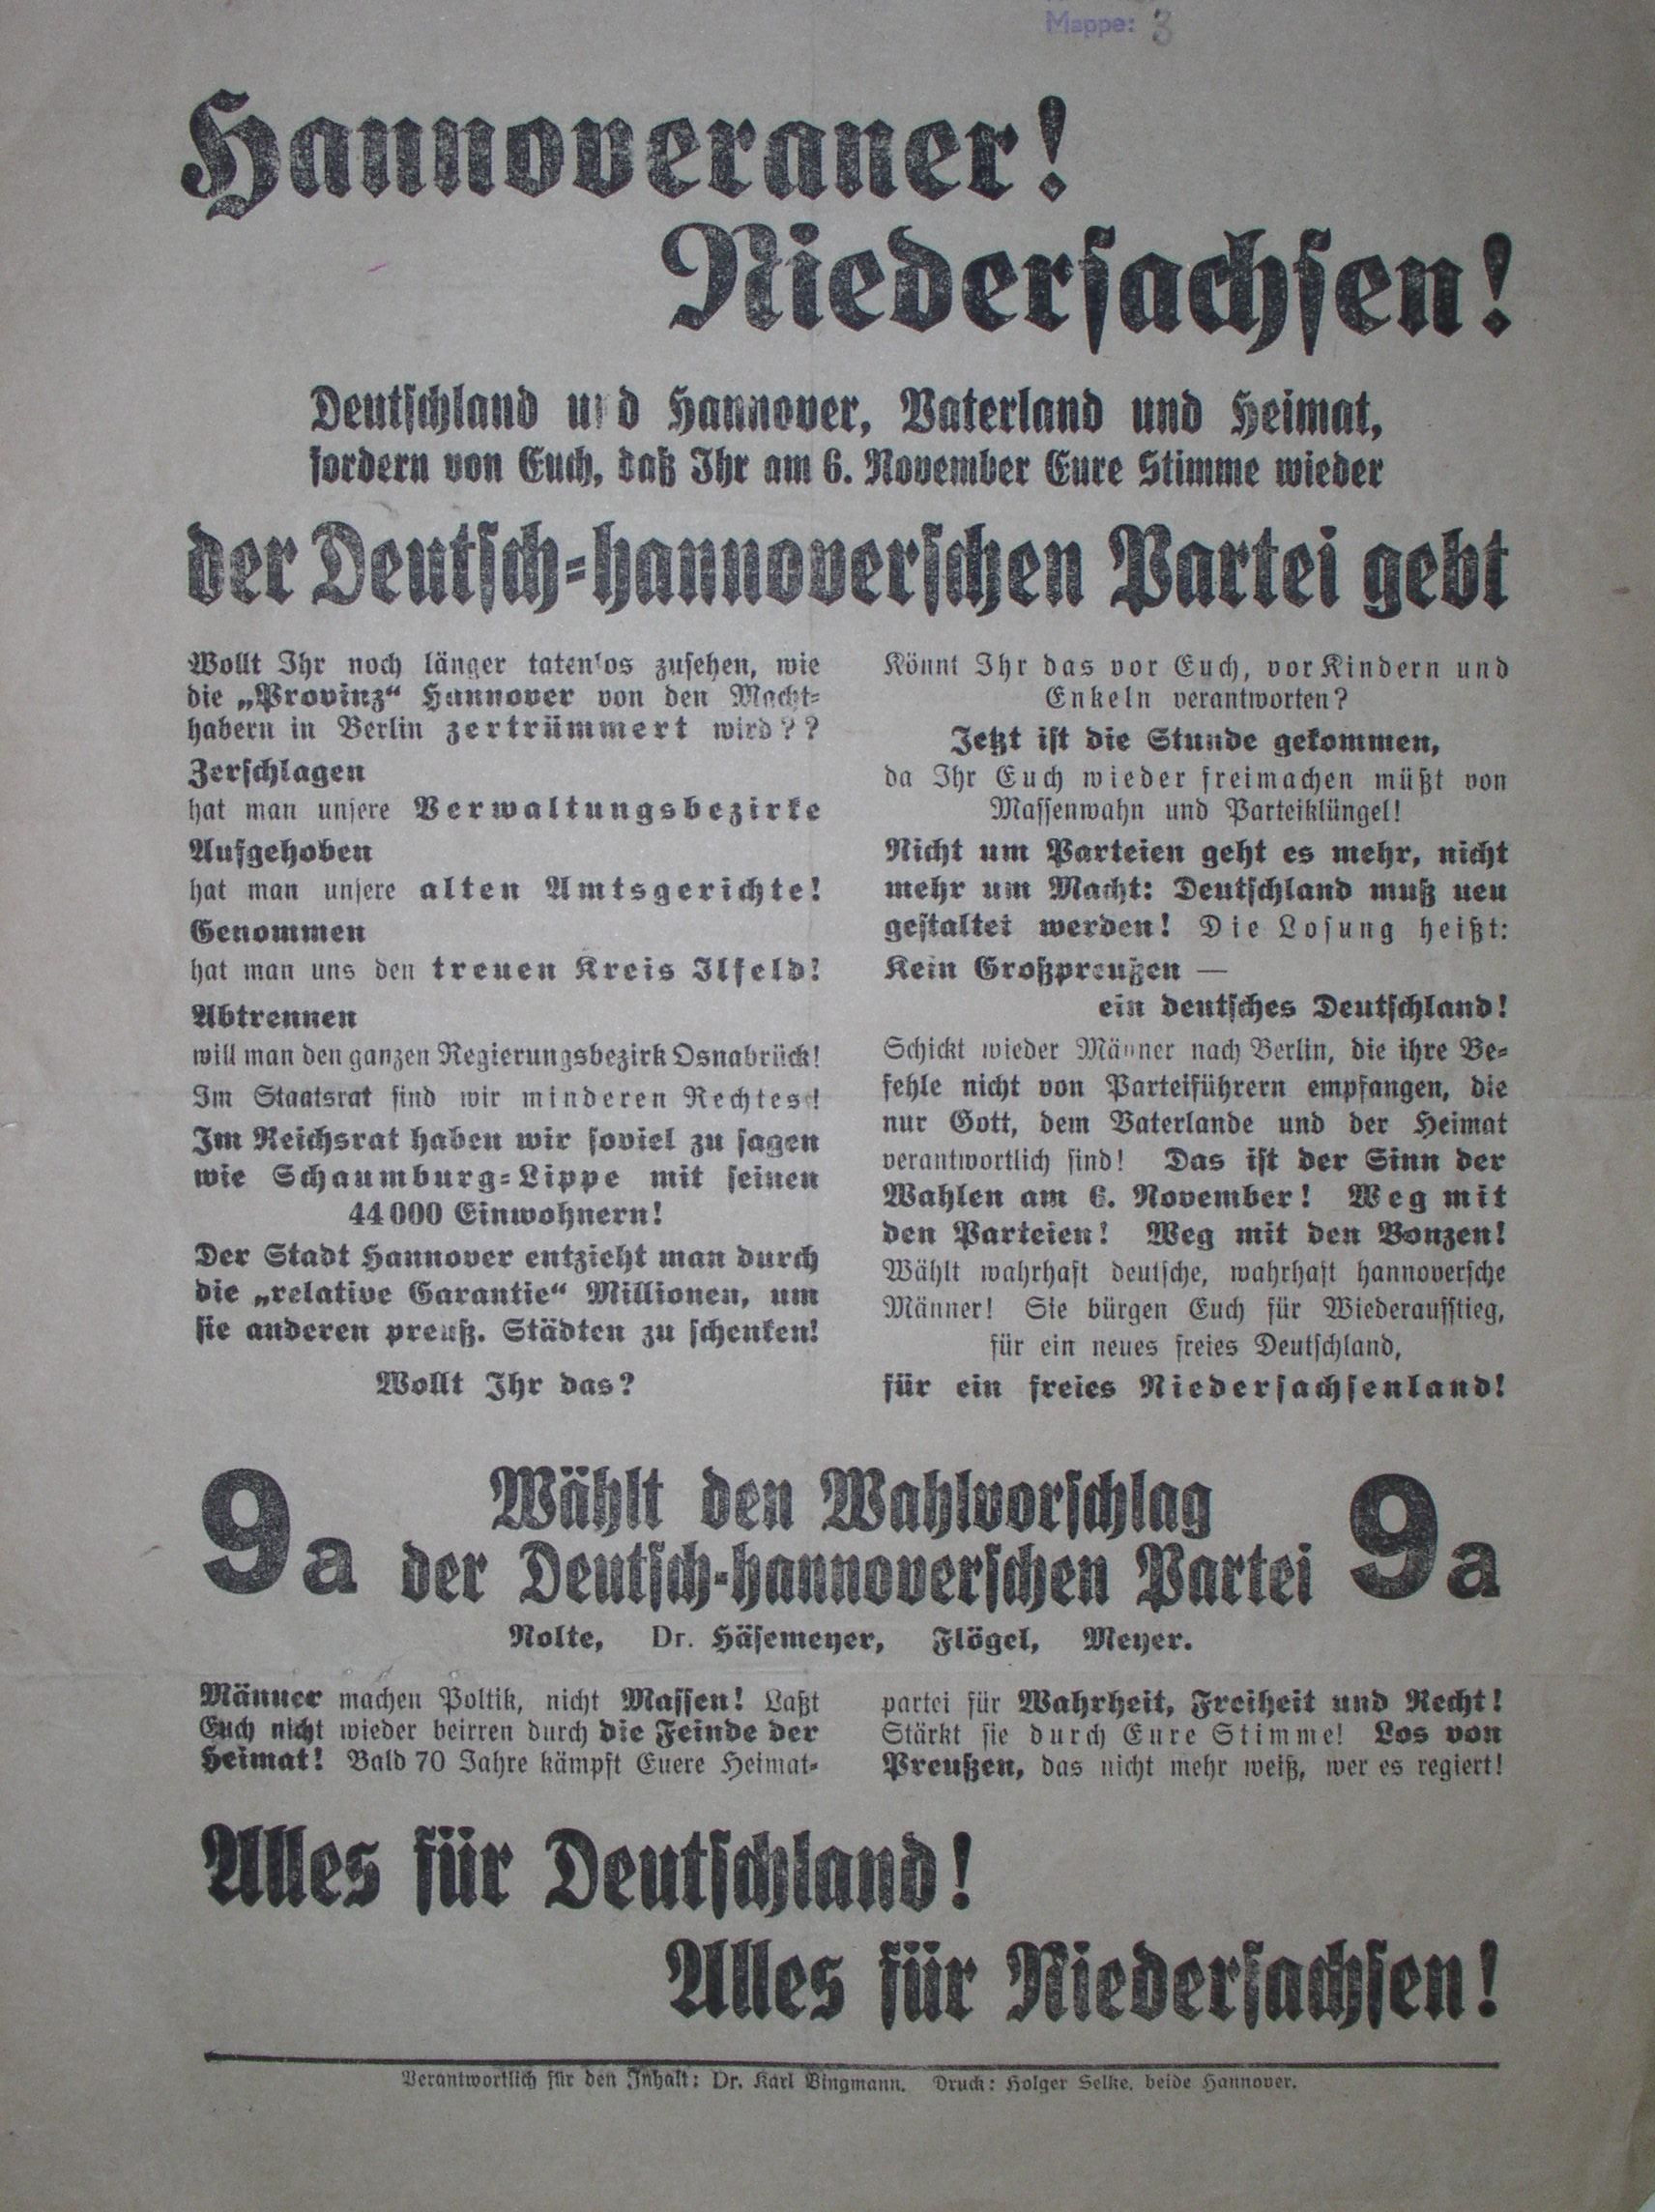 Mappe: 3
Hannoveraner!
Niedersachsen!
Deutschland und Hannover, Vaterland und Heimat,
fordern von Euch, daß Ihr am 6. November Eure Stimme wieder
der Deutsch-hannoverschen Partei gebt
Wollt Ihr noch länger tatenlos zusehen, wie
die „Provinz“ Hannover von den Macht-
habern in Berlin zertrümmert wird??
Zerschlagen
hat man unsere Verwaltungsbezirke
Aufgehoben
hat man unsere alten Amtsgerichte!
Genommen
hat man uns den treuen Kreis Ilfeld!
Abtrennen
will man den ganzen Regierungsbezirk Osnabrück!
Im Staatsrat sind wir minderen Rechtes!
Im Reichsrat haben wir soviel zu sagen
wie Schaumburg-Lippe mit seinen
44000 Einwohnern!
Der Stadt Hannover entzieht man durch
die „relative Garantie“ Millionen, um
sie anderen preuß. Städten zu schenken!
Wollt Ihr das?
Könnt Ihr das vor Euch, vor Kindern und
Enkeln verantworten?
Jetzt ist die Stunde gekommen,
da Ihr Euch wieder freimachen müßt von
Massenwahn und Parteiklüngel!
Nicht um Parteien geht es mehr, nicht
mehr um Macht: Deutschland muß neu
gestaltet werden! Die Losung heißt:
Kein Großpreußen —
ein deutsches Deutschland!
Schickt wieder Männer nach Berlin, die ihre Be-
fehle nicht von Parteiführern empfangen, die
nur Gott, dem Vaterlande und der Heimat
verantwortlich sind! Das ist der Sinn der
Wahlen am 6. November! Weg mit
den Parteien! Weg mit den Bonzen!
Wählt wahrhaft deutsche, wahrhaft hannoversche
Männer! Sie bürgen Euch für Wiederaufstieg,
für ein neues freies Deutschland,
für ein freies Niedersachsenland!
9a Wählt den Wahlvorschlag 9a
der Deutsch-hannoverschen Partei
Nolte, Dr. Häsemeyer, Flögel, Meyer.
Männer machen Poltik, nicht Massen! Laßt
Euch nicht wieder beirren durch die Feinde der
Heimat! Bald 70 Jahre kämpft Euere Heimat-
partei für Wahrheit, Freiheit und Recht!
Stärkt sie durch Eure Stimme! Los von
Preußen, das nicht mehr weiß, wer es regiert!
Alles für Deutschland!
Alles für Niedersachsen!
Verantwortlich für den Inhalt: Dr. Karl Bingmann. Druck: Holger Selke, beide Hannover.